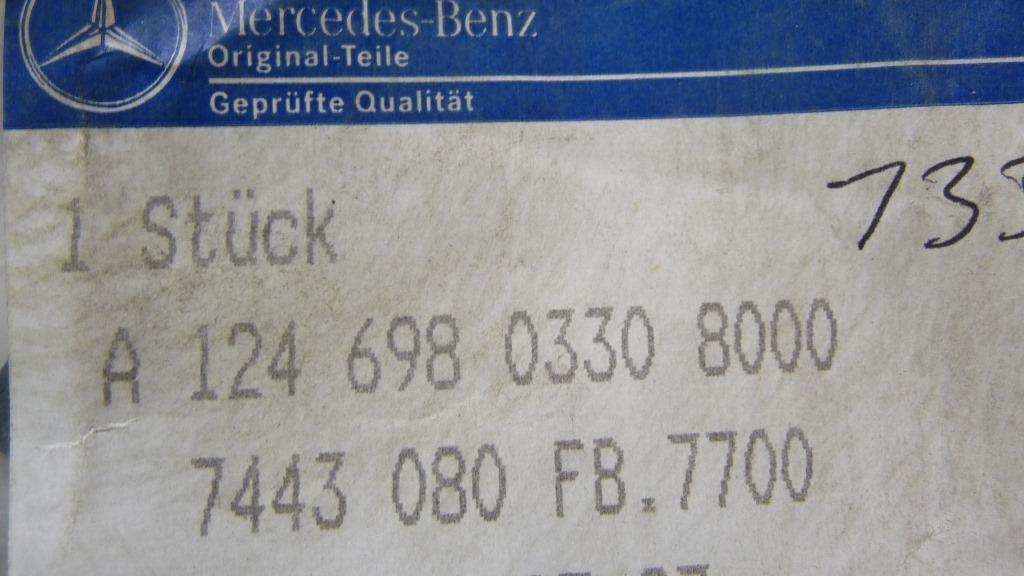 Mercedes-Benz
Original-Teile
Geprüfte Qualität
1 Stück
A 124 698 0330 8000
7443 080 FB.7700